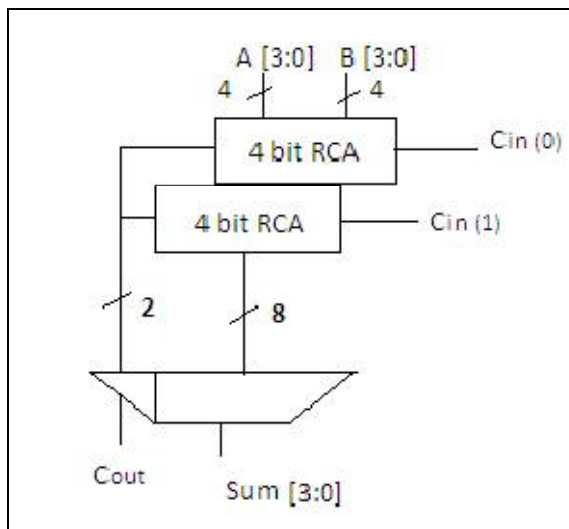 A [3:0] B [3:0]
4 4
4 bit RCA
Cin (0)
4 bit RCA
Cin (1)
2 8
Cout
Sum [3:0]